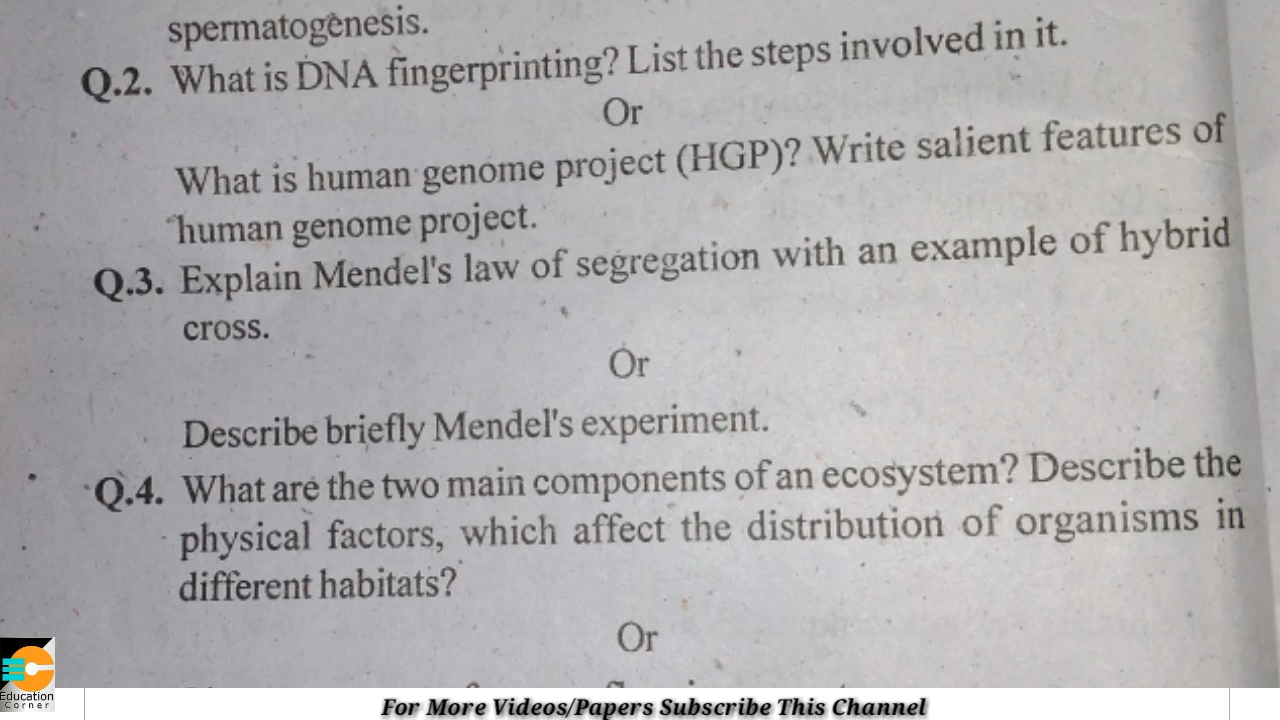 spermatogenesis.
Q.2. What is DNA fingerprinting? List the steps involved in it.
Or
What is human genome project (HGP)? Write salient features of
human genome project.
Q.3. Explain Mendel's law of segregation with an example of hybrid
cross.
Or
Describe briefly Mendel's experiment.
Q.4. What are the two main components of an ecosystem? Describe the
physical factors, which affect the distribution of organisms in
different habitats?
Or
Education
Corner
For More Videos/Papers Subscribe This Channel